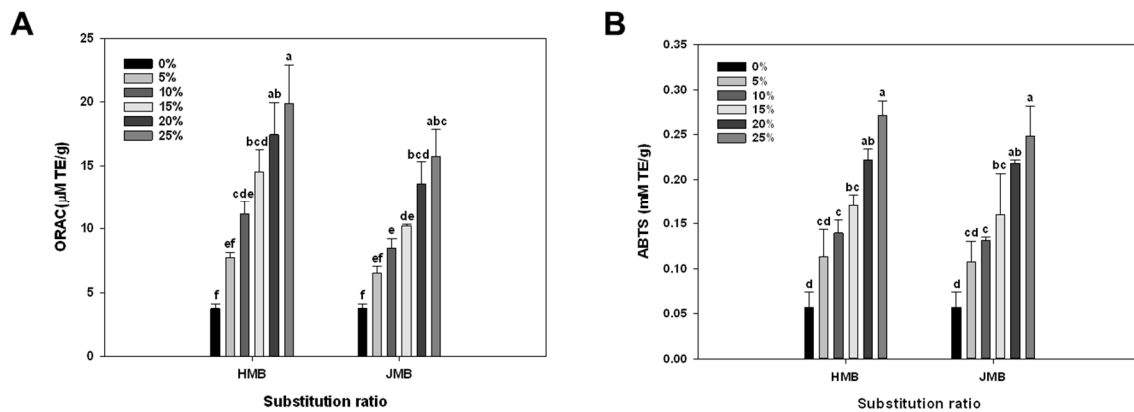 A
ORAC(μM TE/g)
25
20
15
10
5
0
0%
5%
10%
15%
20%
25%
f
ef
cde
bcd
ab
a
f
ef
e
de
bcd
abc
HMB
JMB
Substitution ratio
B
ABTS (mM TE/g)
0.35
0.30
0.25
0.20
0.15
0.10
0.05
0.00
0%
5%
10%
15%
20%
25%
d
cd
c
bc
ab
a
d
cd
c
bc
ab
a
HMB
JMB
Substitution ratio